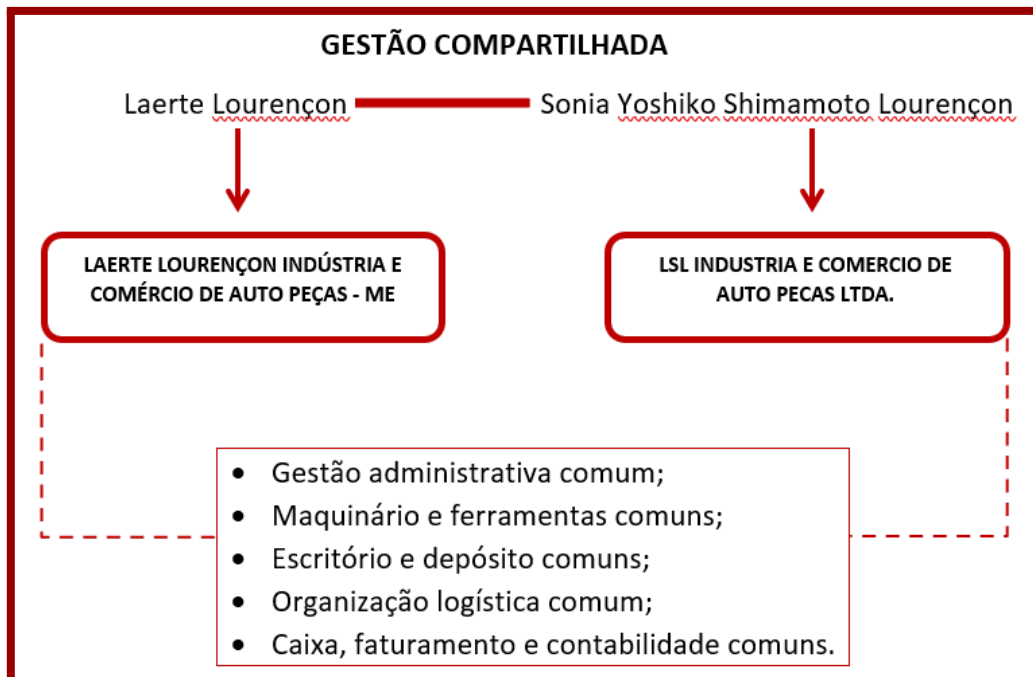 GESTÃO COMPARTILHADA
Laerte Lourençon
Sonia Yoshiko Shimamoto Lourençon
LAERTE LOURENÇON INDÚSTRIA E
COMÉRCIO DE AUTO PEÇAS - ME
LSL INDUSTRIA E COMERCIO DE
AUTO PECAS LTDA.
• Gestão administrativa comum;
• Maquinário e ferramentas comuns;
• Escritório e depósito comuns;
• Organização logística comum;
• Caixa, faturamento e contabilidade comuns.